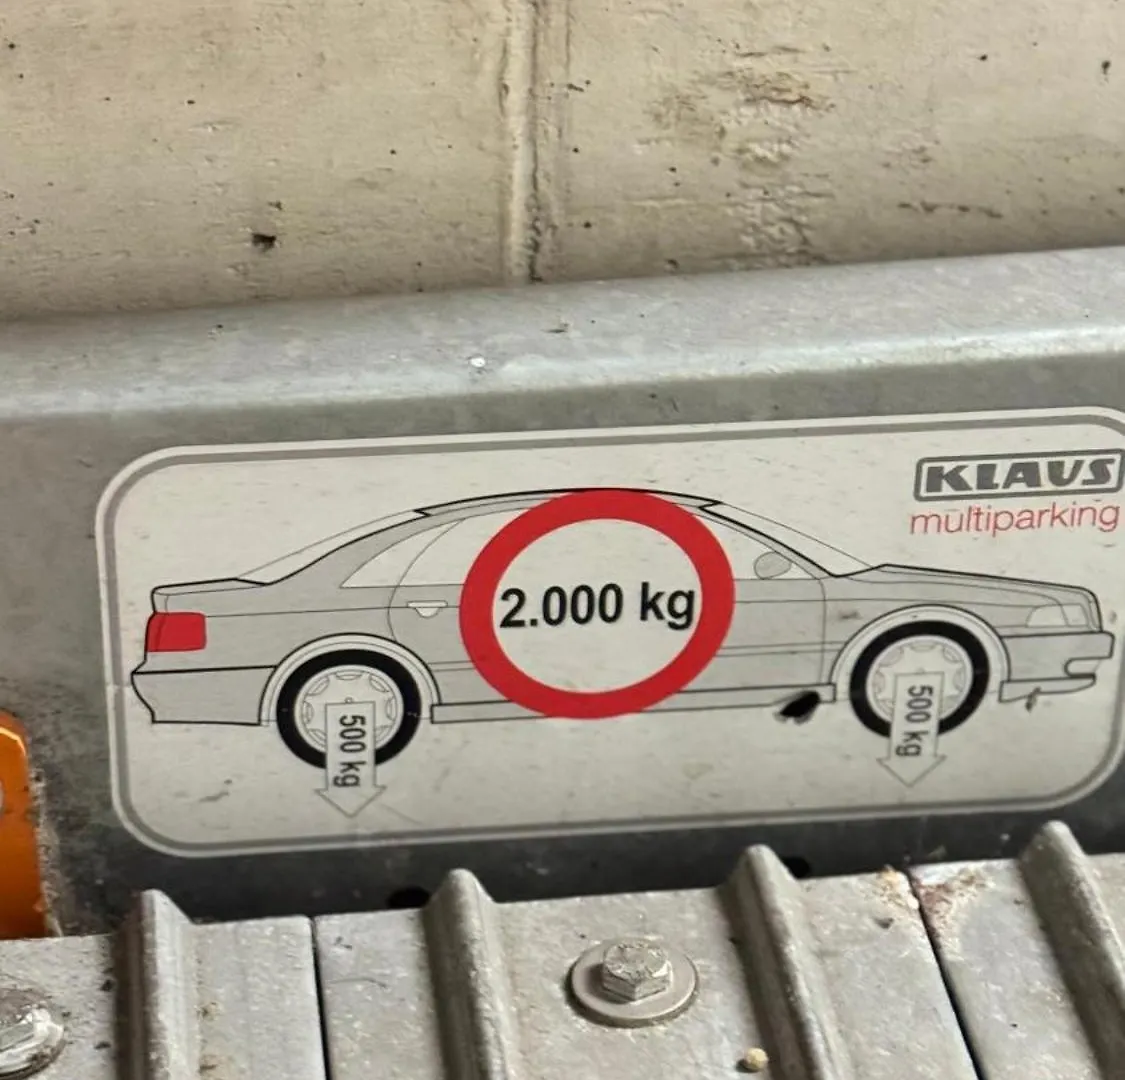 KLAUS
multiparking
2.000 kg
500 kg
500 kg